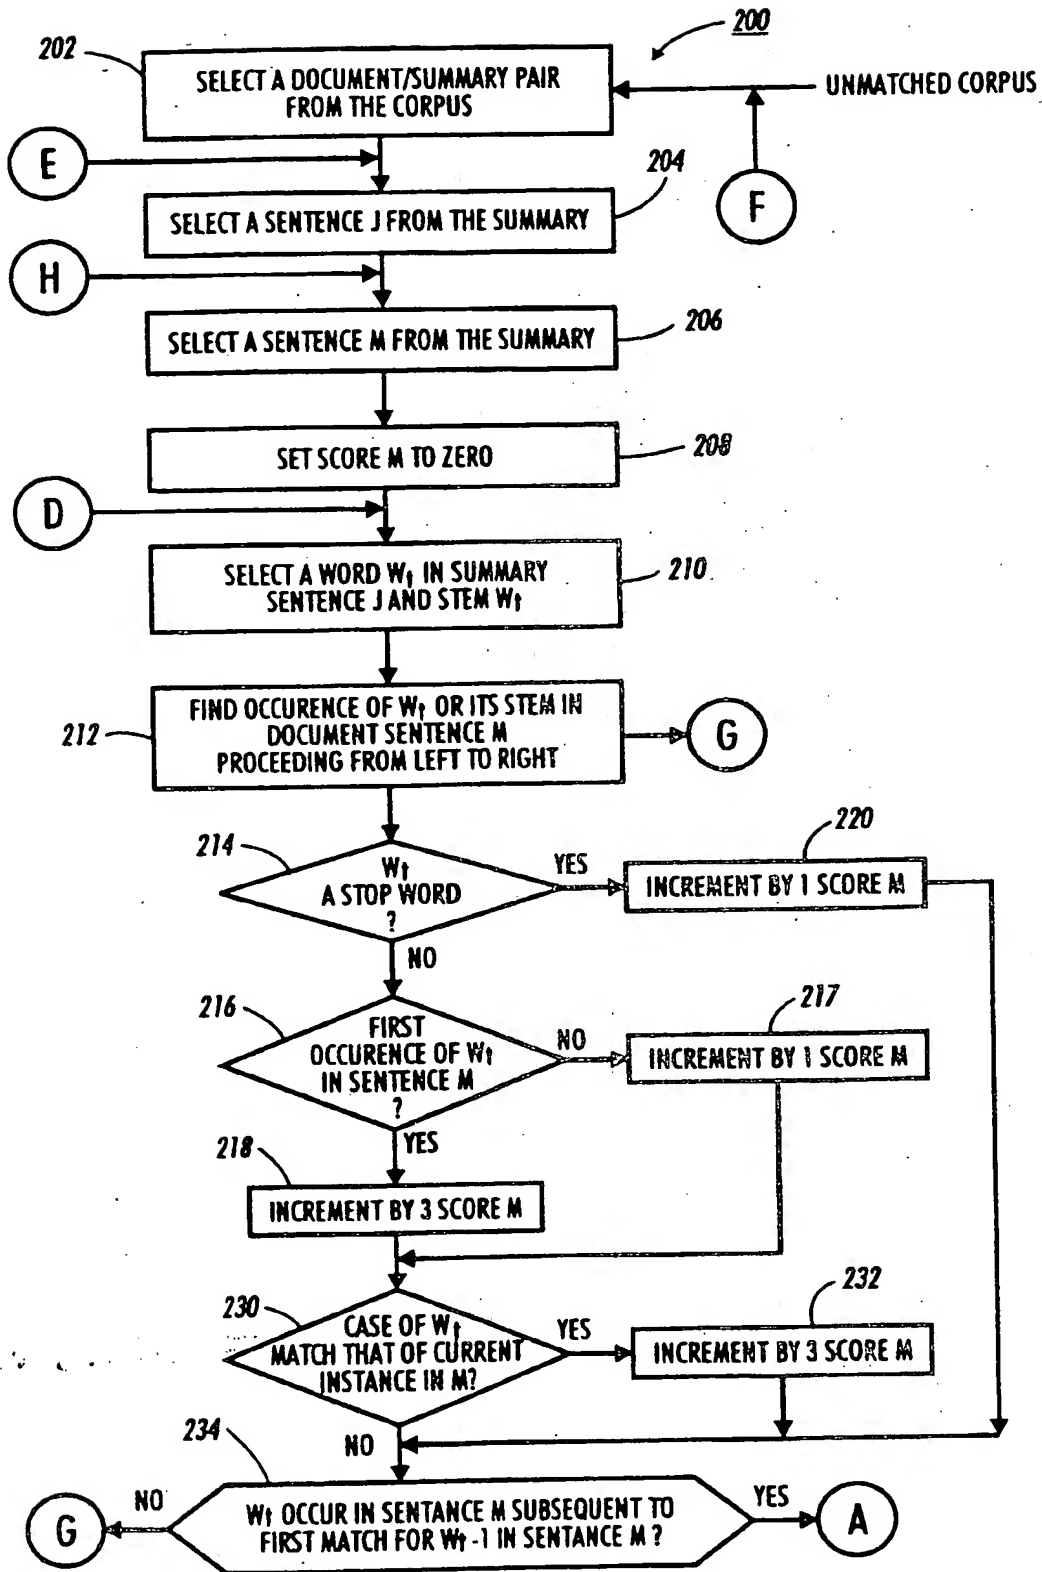 200
202
SELECT A DOCUMENT/SUMMARY PAIR
FROM THE CORPUS
UNMATCHED CORPUS
E
F
204
SELECT A SENTENCE J FROM THE SUMMARY
H
206
SELECT A SENTENCE M FROM THE SUMMARY
208
SET SCORE M TO ZERO
D
210
SELECT A WORD Wt IN SUMMARY
SENTENCE J AND STEM Wt
212
FIND OCCURENCE OF Wt OR ITS STEM IN
DOCUMENT SENTENCE M
PROCEEDING FROM LEFT TO RIGHT
G
214
Wt
A STOP WORD
?
YES
220
INCREMENT BY 1 SCORE M
NO
216
FIRST
OCCURENCE OF Wt
IN SENTENCE M
?
NO
217
INCREMENT BY 1 SCORE M
YES
218
INCREMENT BY 3 SCORE M
230
CASE OF Wt
MATCH THAT OF CURRENT
INSTANCE IN M?
YES
232
INCREMENT BY 3 SCORE M
NO
234
Wt OCCUR IN SENTANCE M SUBSEQUENT TO
FIRST MATCH FOR Wt -1 IN SENTANCE M ?
NO
G
YES
A